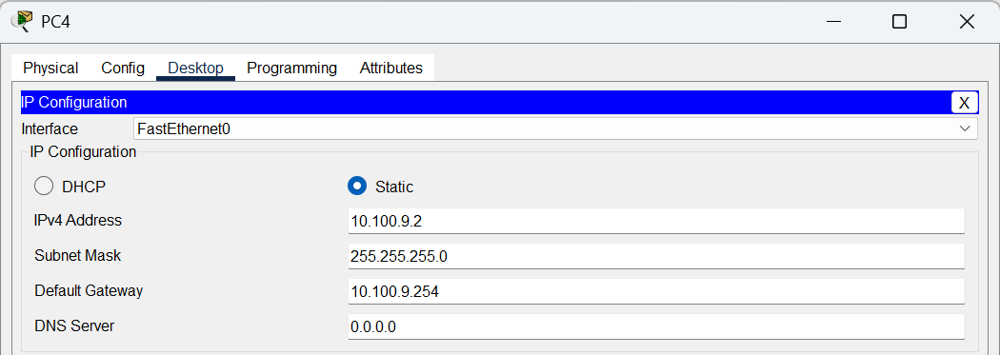 PC4
Physical Config Desktop Programming Attributes
IP Configuration X
Interface FastEthernet0
IP Configuration
DHCP Static
IPv4 Address 10.100.9.2
Subnet Mask 255.255.255.0
Default Gateway 10.100.9.254
DNS Server 0.0.0.0